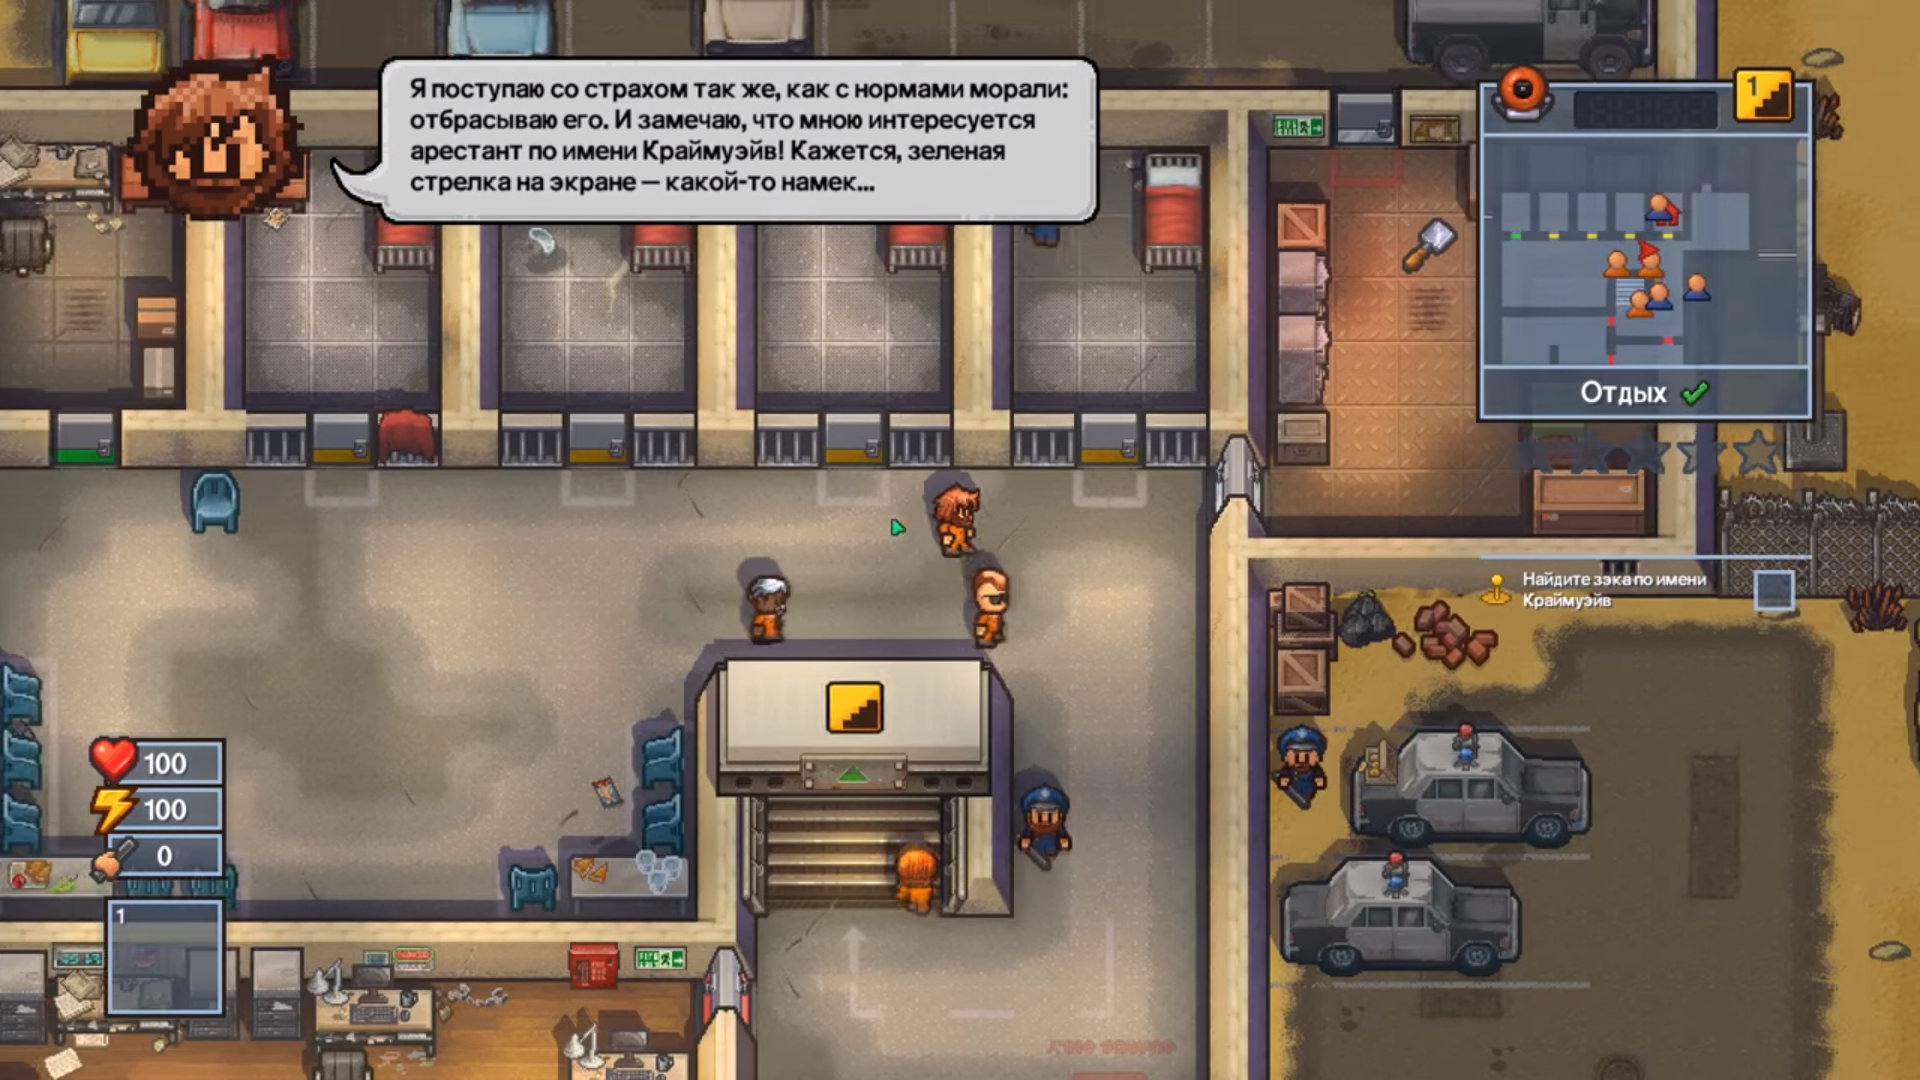 Я поступаю со страхом так же, как с нормами морали:
отбрасываю его. И замечаю, что мною интересуется
арестант по имени Краймуэйв! Кажется, зеленая
стрелка на экране — какой-то намек...
1
Отдых
Найдите зэка по имени
Краймуэйв
100
100
0
1